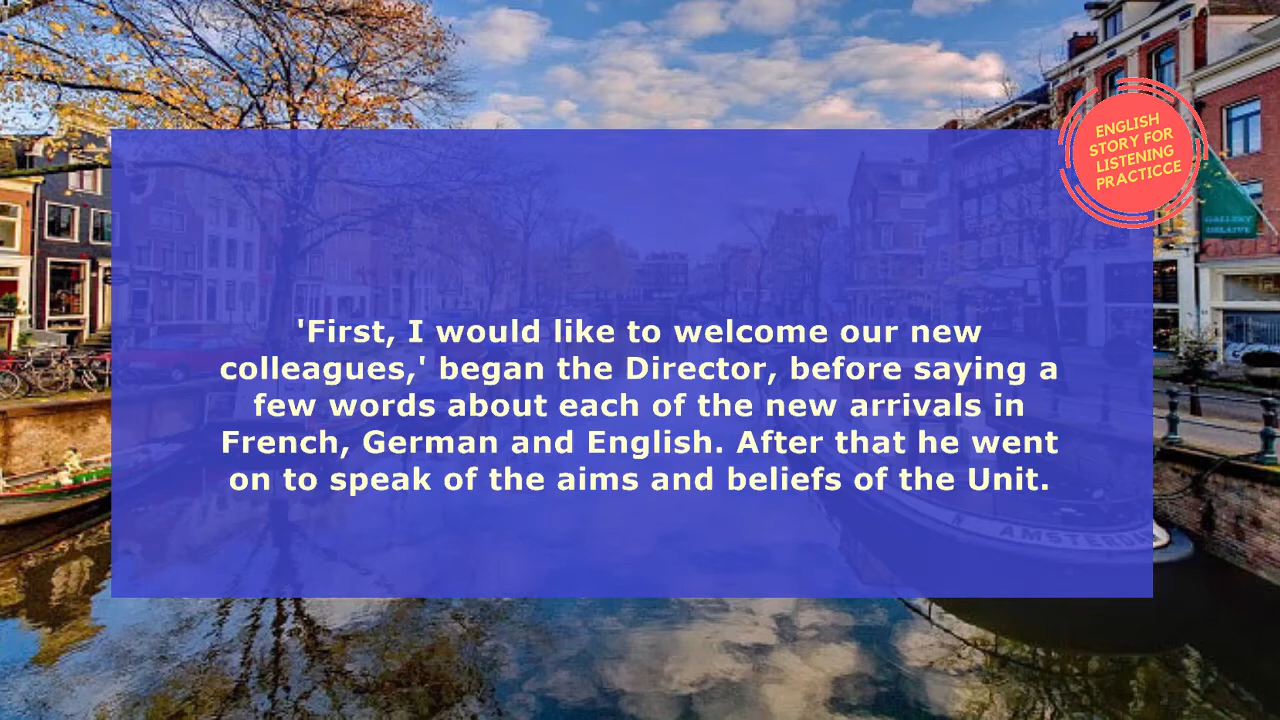 ENGLISH
STORY FOR
LISTENING
PRACTICCE
GALLERY
'First, I would like to welcome our new
colleagues,' began the Director, before saying a
few words about each of the new arrivals in
French, German and English. After that he went
on to speak of the aims and beliefs of the Unit.
AMSTERDAM